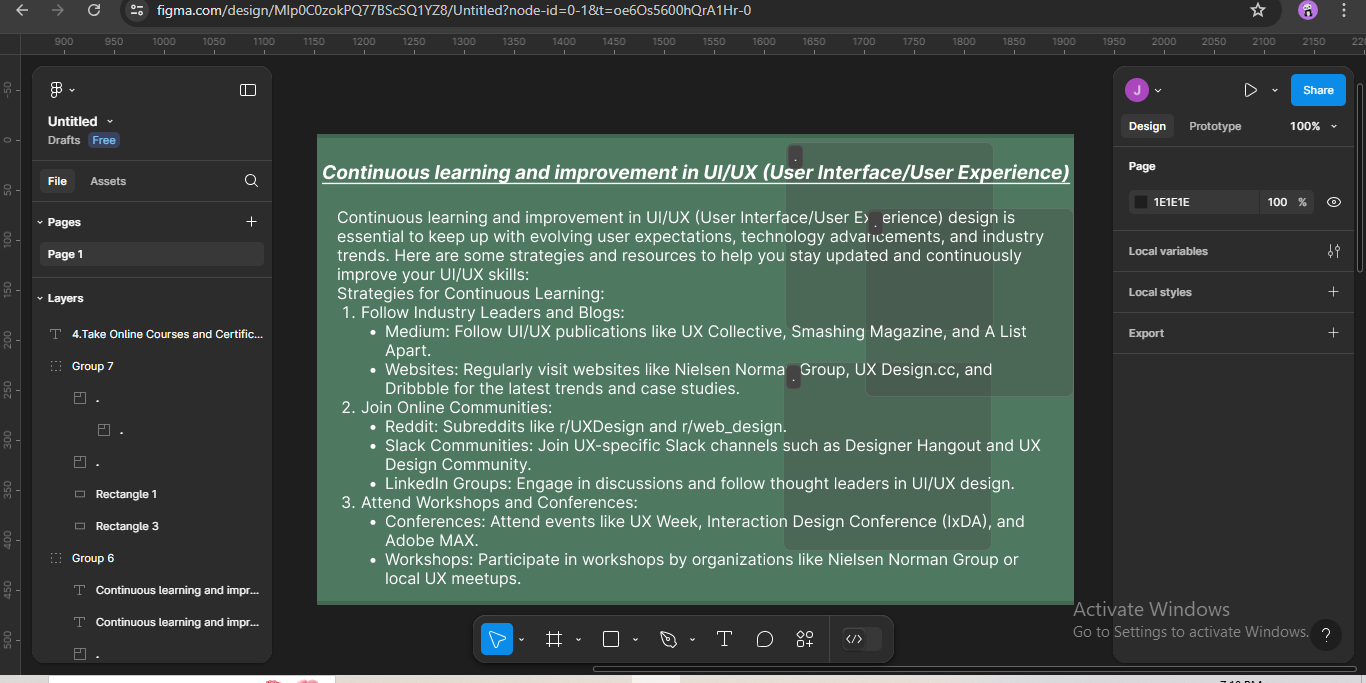 figma.com/design/Mlp0C0zokPQ77BScSQ1YZ8/Untitled?node-id=0-1&t=oe6Os5600hQrA1Hr-0
900 950 1000 1050 1100 1150 1200 1250 1300 1350 1400 1450 1500 1550 1600 1650 1700 1750 1800 1850 1900 1950 2000 2050 2100 2150
-50
0
50
100
150
200
250
300
350
400
450
500
Untitled
Drafts Free
File Assets
Pages
Page 1
Layers
4.Take Online Courses and Certific...
Group 7
.
.
.
Rectangle 1
Rectangle 3
Group 6
Continuous learning and impr...
Continuous learning and impr...
.
Continuous learning and improvement in UI/UX (User Interface/User Experience)
Continuous learning and improvement in UI/UX (User Interface/User Experience) design is
essential to keep up with evolving user expectations, technology advancements, and industry
trends. Here are some strategies and resources to help you stay updated and continuously
improve your UI/UX skills:
Strategies for Continuous Learning:
1. Follow Industry Leaders and Blogs:
• Medium: Follow UI/UX publications like UX Collective, Smashing Magazine, and A List
Apart.
• Websites: Regularly visit websites like Nielsen Norman Group, UX Design.cc, and
Dribbble for the latest trends and case studies.
2. Join Online Communities:
• Reddit: Subreddits like r/UXDesign and r/web_design.
• Slack Communities: Join UX-specific Slack channels such as Designer Hangout and UX
Design Community.
• LinkedIn Groups: Engage in discussions and follow thought leaders in UI/UX design.
3. Attend Workshops and Conferences:
• Conferences: Attend events like UX Week, Interaction Design Conference (IxDA), and
Adobe MAX.
• Workshops: Participate in workshops by organizations like Nielsen Norman Group or
local UX meetups.
.
.
.
J
Share
Design Prototype 100%
Page
1E1E1E 100 %
Local variables
Local styles
Export
Activate Windows
Go to Settings to activate Windows.
?